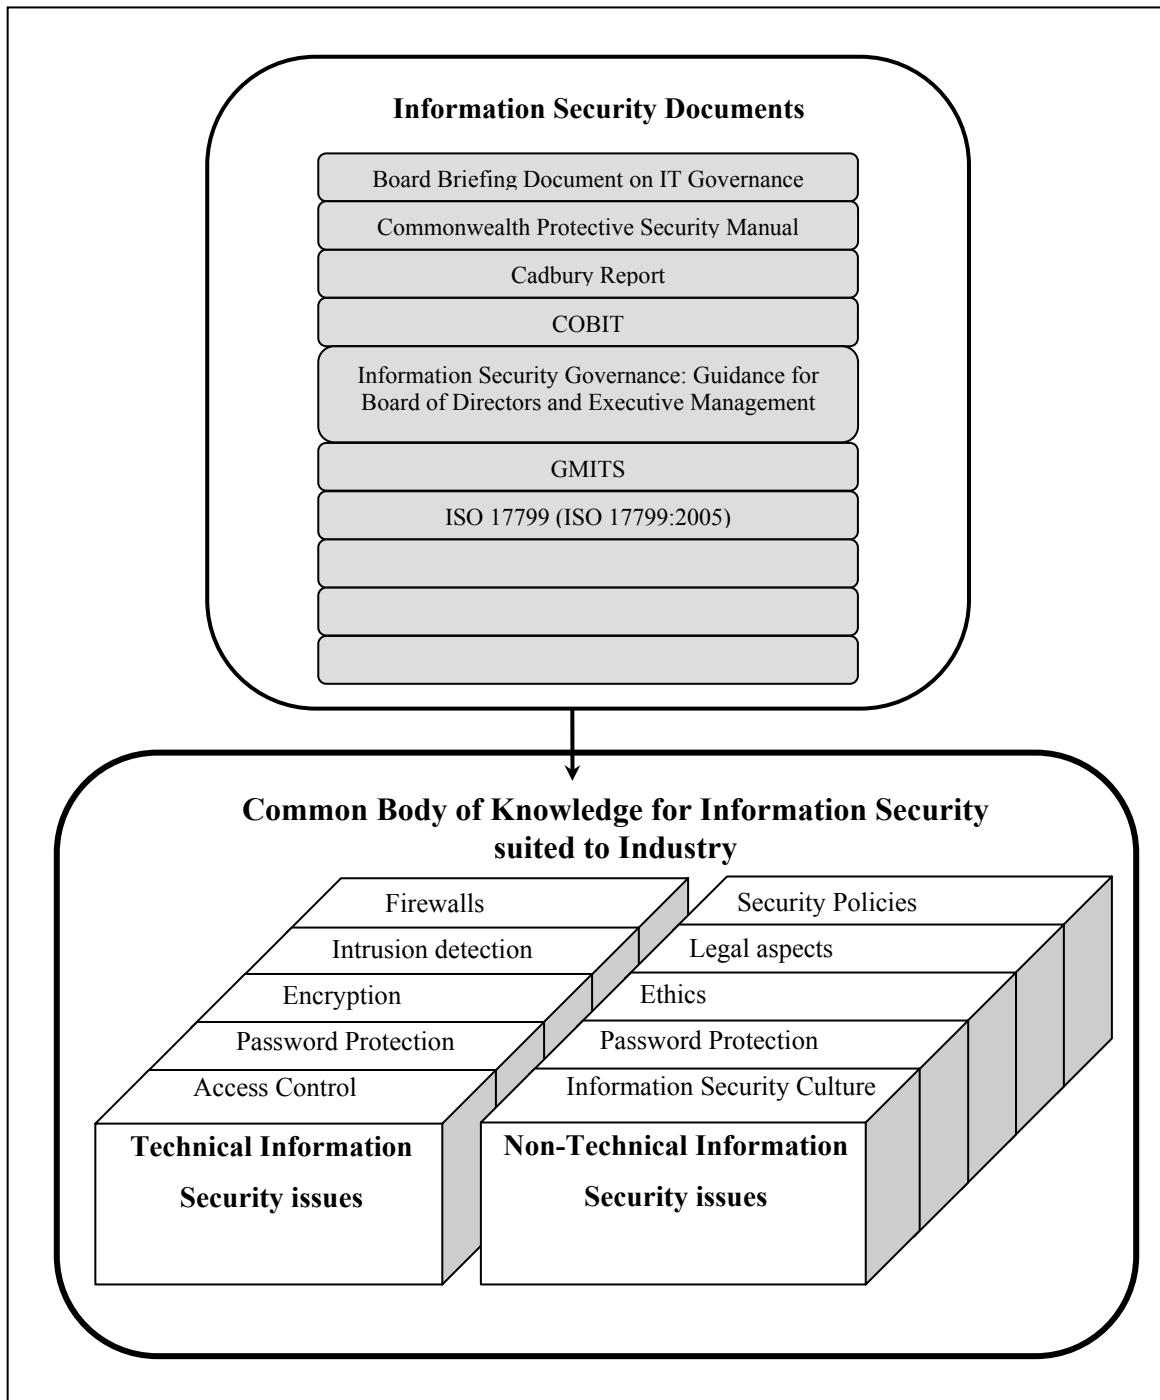 Information Security Documents
Board Briefing Document on IT Governance
Commonwealth Protective Security Manual
Cadbury Report
COBIT
Information Security Governance: Guidance for
Board of Directors and Executive Management
GMITS
ISO 17799 (ISO 17799:2005)
Common Body of Knowledge for Information Security
suited to Industry
Firewalls
Intrusion detection
Encryption
Password Protection
Access Control
Technical Information
Security issues
Security Policies
Legal aspects
Ethics
Password Protection
Information Security Culture
Non-Technical Information
Security issues